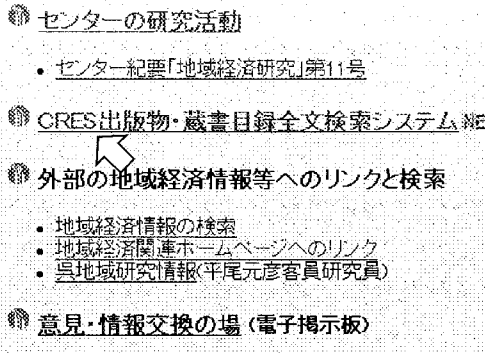 センターの研究活動
センター紀要「地域経済研究」第11号
CRES出版物・蔵書目録全文検索システム NE
外部の地域経済情報等へのリンクと検索
地域経済情報の検索
地域経済関連ホームページへのリンク
呉地域研究情報(平尾元彦客員研究員)
意見・情報交換の場 (電子掲示板)